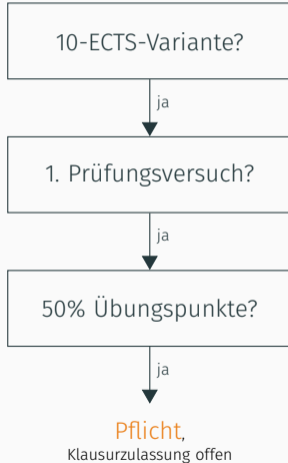 10-ECTS-Variante?
ja
1. Prüfungsversuch?
ja
50% Übungspunkte?
ja
Pflicht,
Klausurzulassung offen